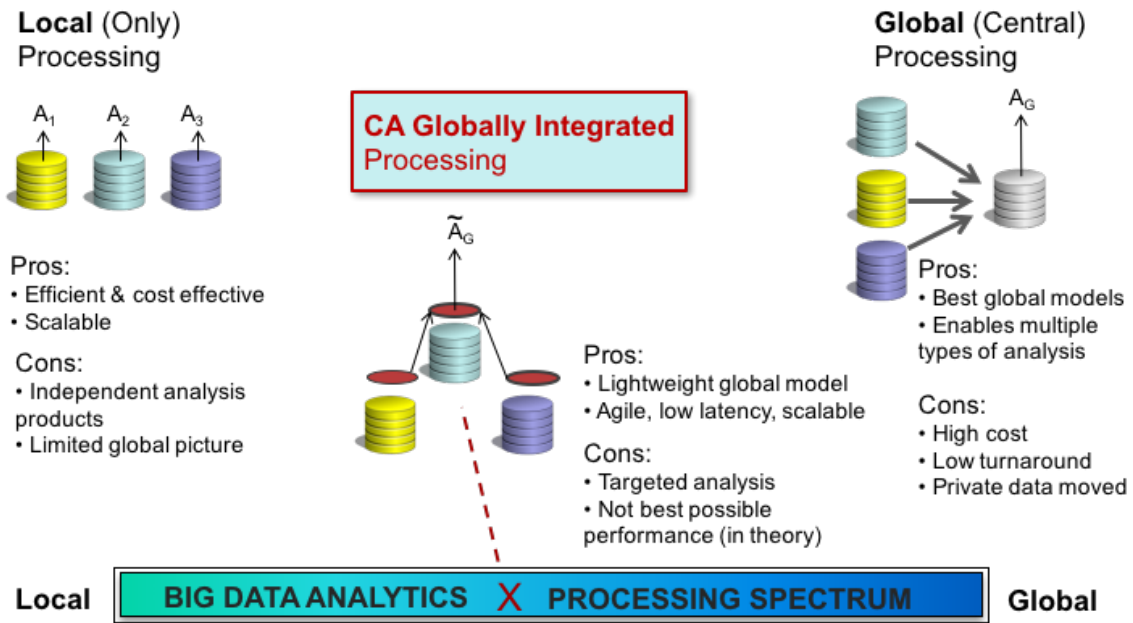 Local (Only)
Processing
A₁
A₂
A₃
Pros:
• Efficient & cost effective
• Scalable
Cons:
• Independent analysis
products
• Limited global picture
CA Globally Integrated
Processing
Ã_G
Pros:
• Lightweight global model
• Agile, low latency, scalable
Cons:
• Targeted analysis
• Not best possible
performance (in theory)
Global (Central)
Processing
A_G
Pros:
• Best global models
• Enables multiple
types of analysis
Cons:
• High cost
• Low turnaround
• Private data moved
Local
BIG DATA ANALYTICS X PROCESSING SPECTRUM
Global